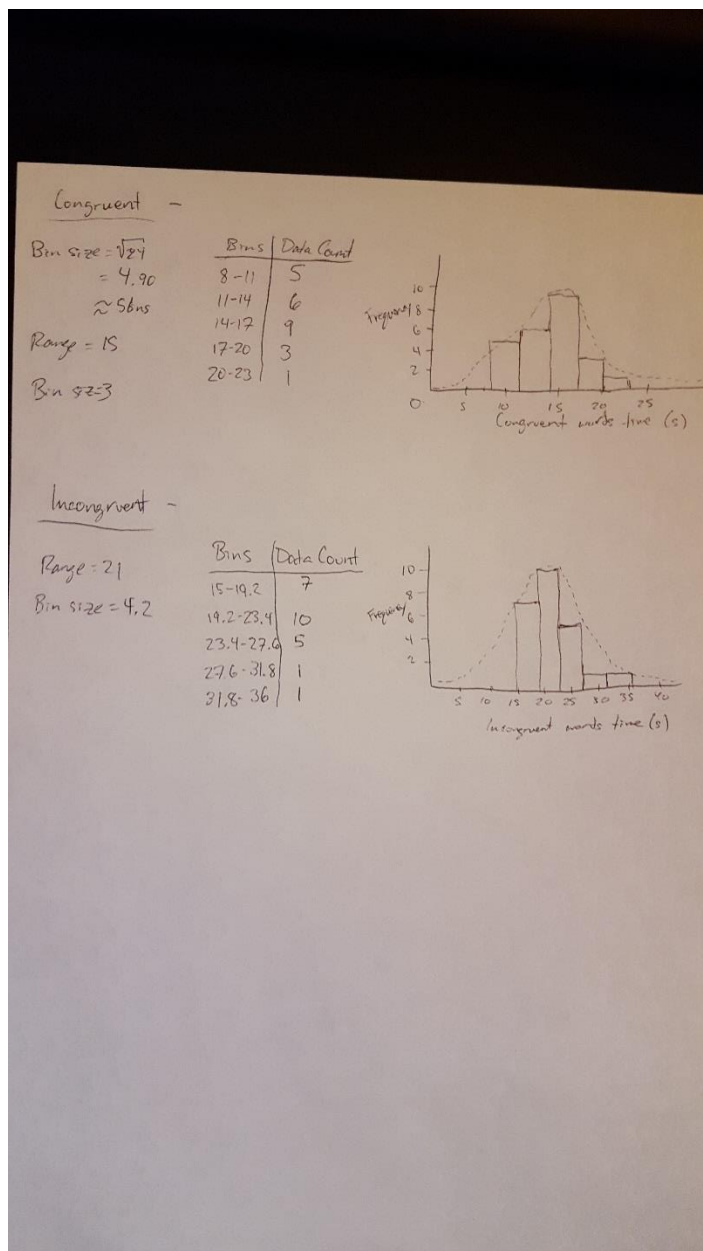 Congruent -
Bin size = √24
= 4.90
≈ 5bins
Range = 15
Bin sz=3
Bins Data Count
8-11 5
11-14 6
14-17 9
17-20 3
20-23 1
10
8
6
4
2
0
Frequency
5 10 15 20 25
Congruent words time (s)
Incongruent -
Range = 21
Bin size = 4.2
Bins Data Count
15-19.2 7
19.2-23.4 10
23.4-27.6 5
27.6-31.8 1
31.8-36 1
10
8
6
4
2
Frequency
5 10 15 20 25 30 35 40
Incongruent words time (s)